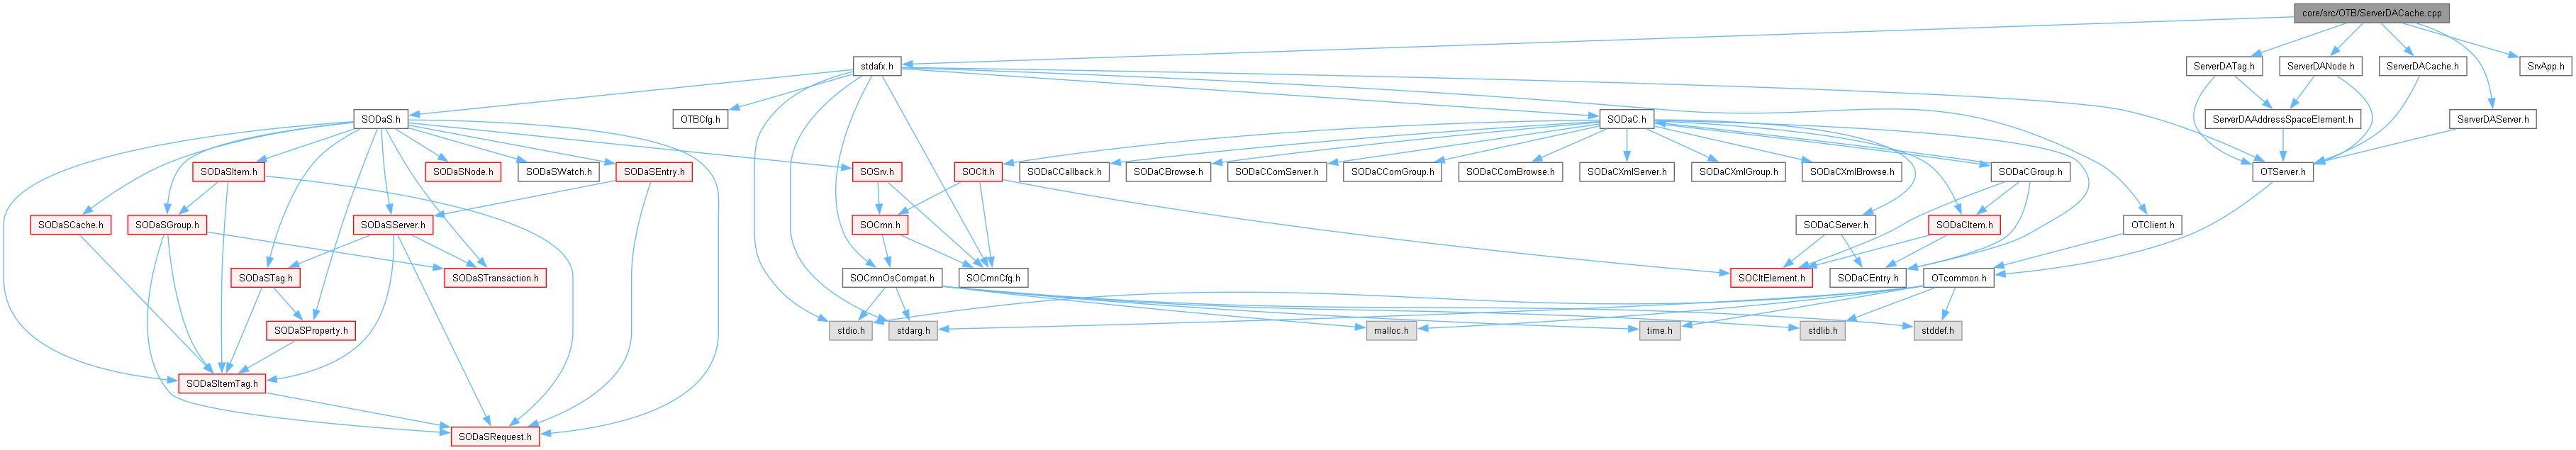 core/src/OTB/ServerDACache.cpp
stdafx.h
ServerDATag.h
ServerDANode.h
ServerDACache.h
SrvApp.h
SODaS.h
OTBCfg.h
SODaC.h
ServerDAAddressSpaceElement.h
ServerDAServer.h
SODaSItem.h
SODaSNode.h
SODaSWatch.h
SODaSEntry.h
SOSrv.h
SOClt.h
SODaCCallback.h
SODaCBrowse.h
SODaCComServer.h
SODaCComGroup.h
SODaCComBrowse.h
SODaCXmlServer.h
SODaCXmlGroup.h
SODaCXmlBrowse.h
SODaCGroup.h
OTServer.h
SODaSCache.h
SODaSGroup.h
SODaSServer.h
SOCmn.h
SODaCServer.h
SODaCItem.h
OTClient.h
SODaSTag.h
SODaSTransaction.h
SOCmnOsCompat.h
SOCmnCfg.h
SOCltElement.h
SODaCEntry.h
OTcommon.h
SODaSProperty.h
stdio.h
stdarg.h
malloc.h
time.h
stdlib.h
stddef.h
SODaSItemTag.h
SODaSRequest.h